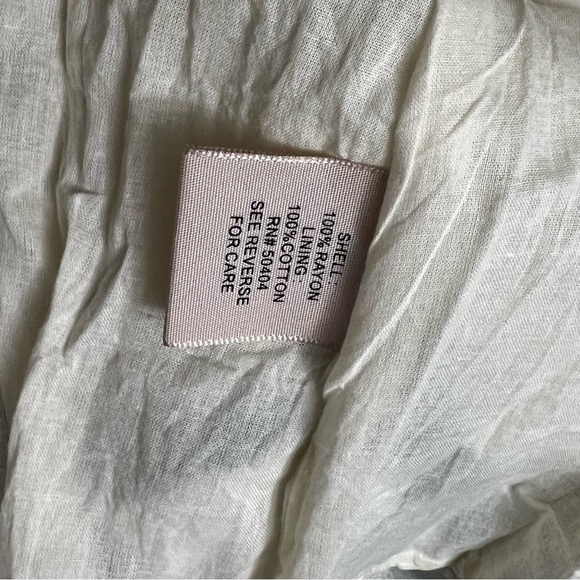 SHELL:
100% RAYON
LINING:
100% COTTON
RN# 50404
SEE REVERSE
FOR CARE